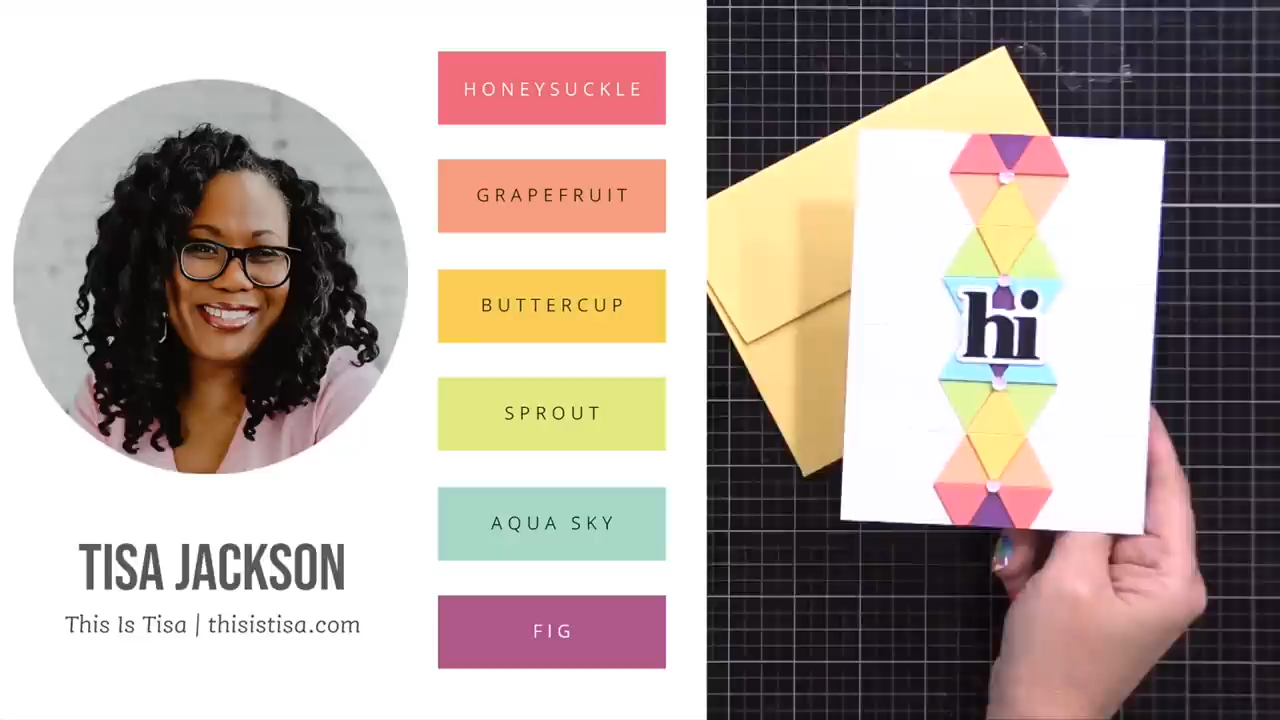 HONEYSUCKLE
GRAPEFRUIT
BUTTERCUP
SPROUT
AQUA SKY
FIG
TISA JACKSON
This Is Tisa | thisistisa.com
hi